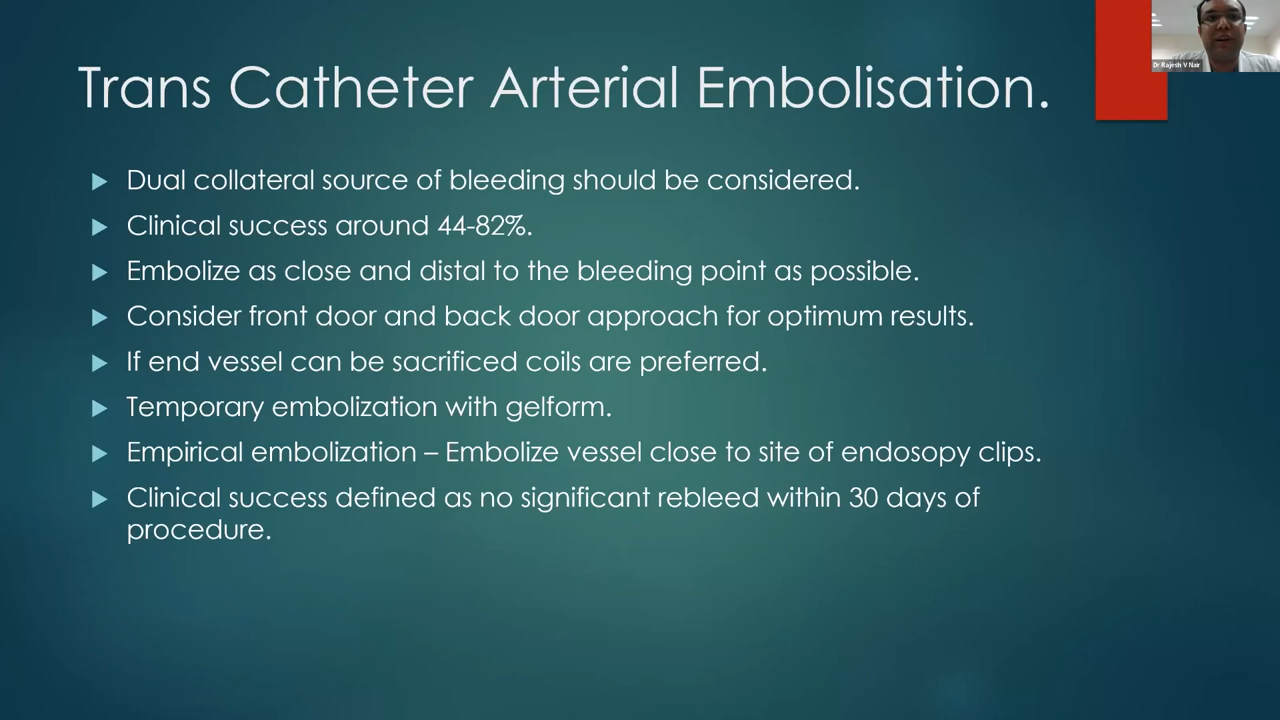 Trans Catheter Arterial Embolisation.
Dr Rajesh V Nair
Dual collateral source of bleeding should be considered.
Clinical success around 44-82%.
Embolize as close and distal to the bleeding point as possible.
Consider front door and back door approach for optimum results.
If end vessel can be sacrificed coils are preferred.
Temporary embolization with gelform.
Empirical embolization – Embolize vessel close to site of endosopy clips.
Clinical success defined as no significant rebleed within 30 days of
procedure.